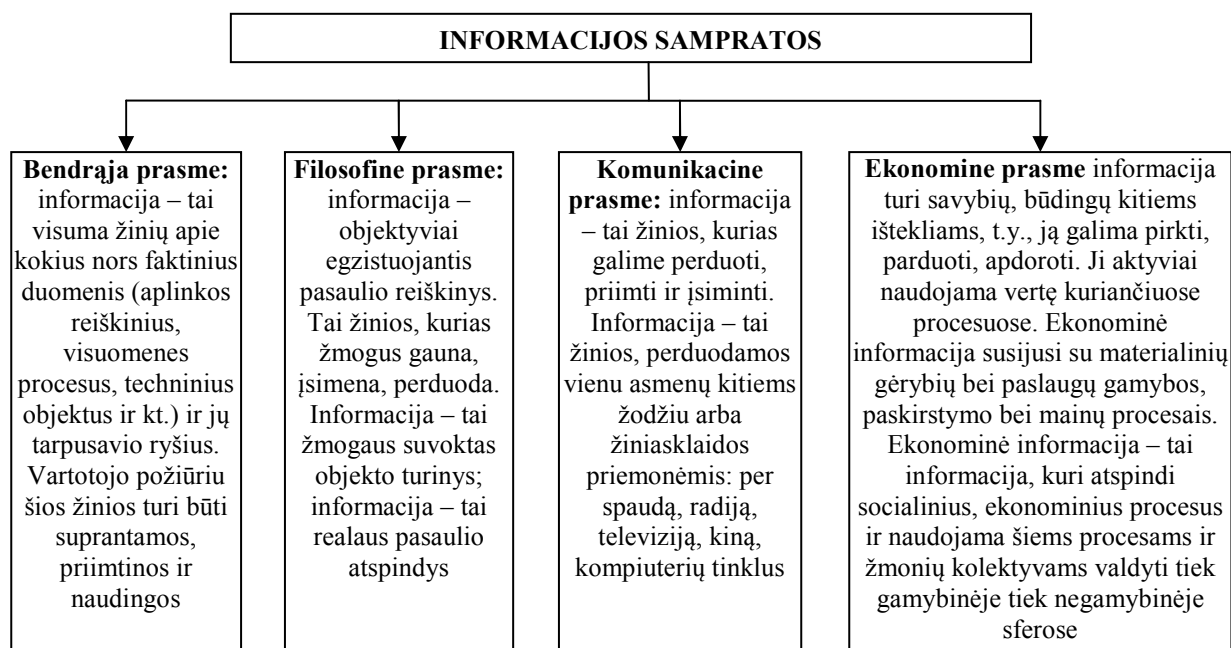 INFORMACIJOS SAMPRATOS
Bendrąja prasme:
informacija – tai
visuma žinių apie
kokius nors faktinius
duomenis (aplinkos
reiškinius,
visuomenes
procesus, techninius
objektus ir kt.) ir jų
tarpusavio ryšius.
Vartotojo požiūriu
šios žinios turi būti
suprantamos,
priimtinos ir
naudingos
Filosofine prasme:
informacija –
objektyviai
egzistuojantis
pasaulio reiškinys.
Tai žinios, kurias
žmogus gauna,
įsimena, perduoda.
Informacija – tai
žmogaus suvoktas
objekto turinys;
informacija – tai
realaus pasaulio
atspindys
Komunikacine
prasme: informacija
– tai žinios, kurias
galime perduoti,
priimti ir įsiminti.
Informacija – tai
žinios, perduodamos
vienu asmenų kitiems
žodžiu arba
žiniasklaidos
priemonėmis: per
spaudą, radiją,
televiziją, kiną,
kompiuterių tinklus
Ekonomine prasme informacija
turi savybių, būdingų kitiems
ištekliams, t.y., ją galima pirkti,
parduoti, apdoroti. Ji aktyviai
naudojama vertę kuriančiuose
procesuose. Ekonominė
informacija susijusi su materialinių
gėrybių bei paslaugų gamybos,
paskirstymo bei mainų procesais.
Ekonominė informacija – tai
informacija, kuri atspindi
socialinius, ekonominius procesus
ir naudojama šiems procesams ir
žmonių kolektyvams valdyti tiek
gamybinėje tiek negamybinėje
sferose